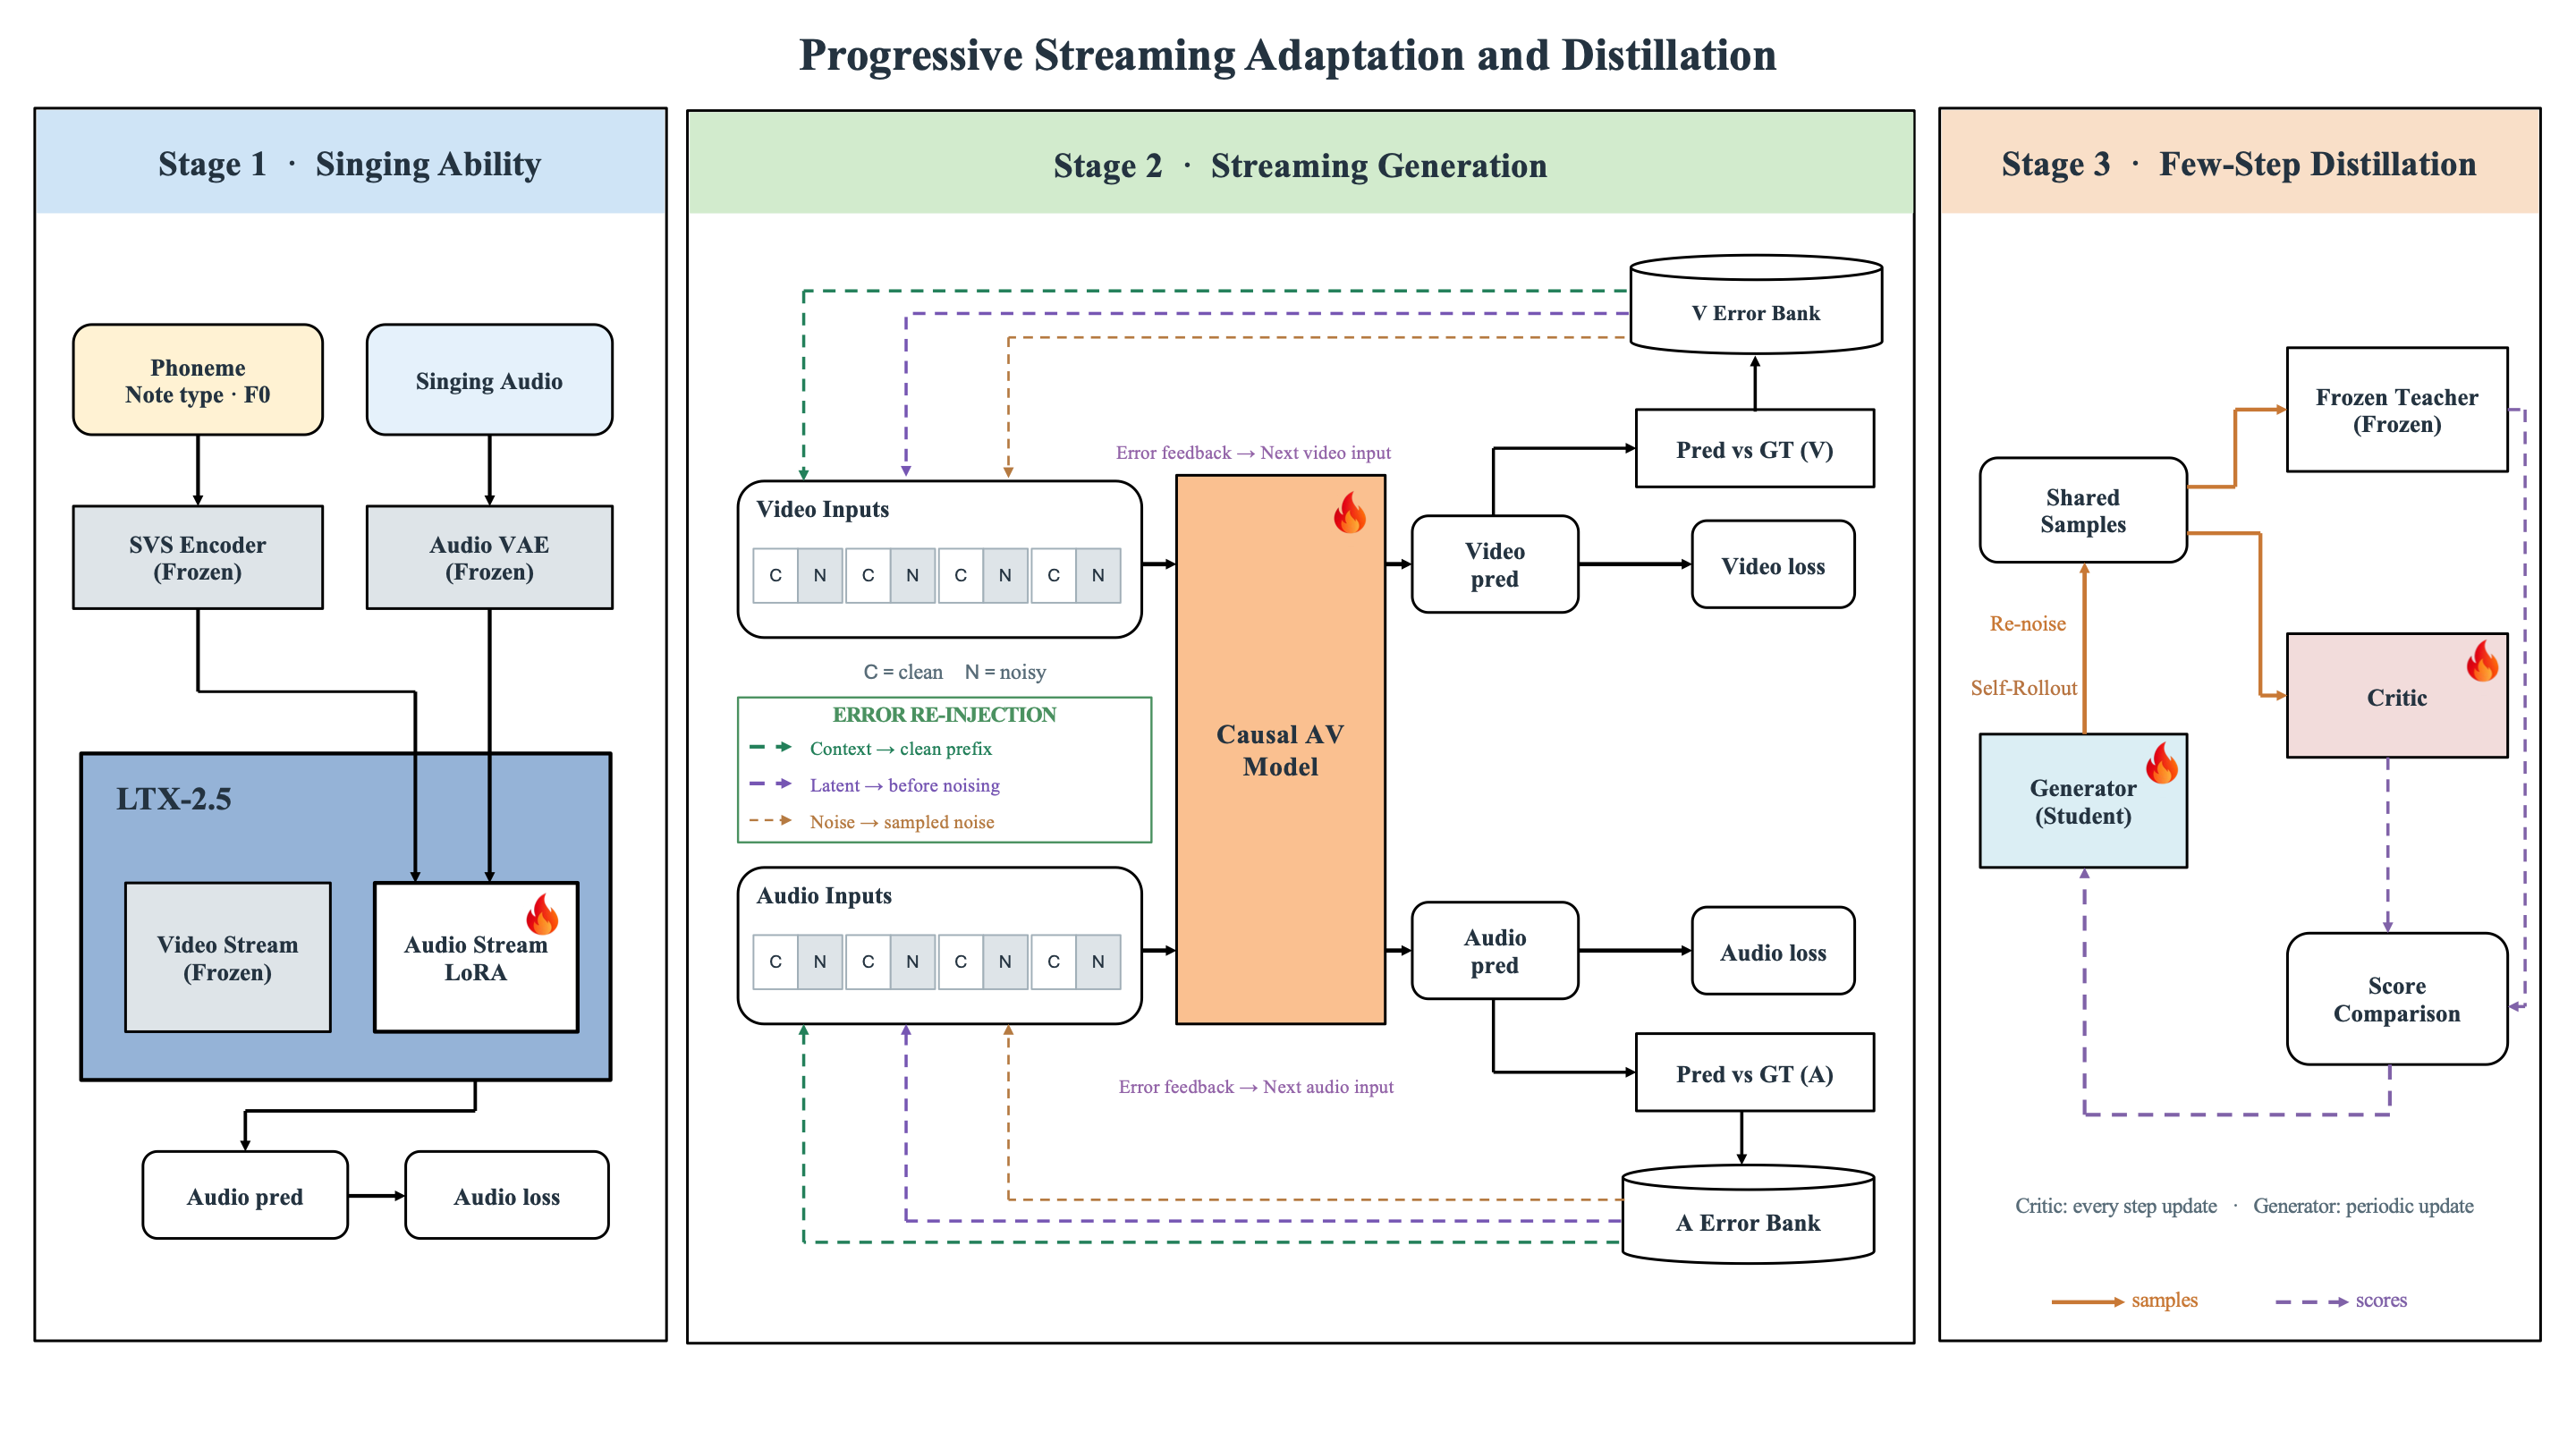 Progressive Streaming Adaptation and Distillation
Stage 1 · Singing Ability
Phoneme
Note type · F0
Singing Audio
SVS Encoder
(Frozen)
Audio VAE
(Frozen)
LTX-2.5
Video Stream
(Frozen)
Audio Stream
LoRA
Audio pred
Audio loss
Stage 2 · Streaming Generation
V Error Bank
Pred vs GT (V)
Error feedback → Next video input
Video Inputs
C N C N C N C N
Video
pred
Video loss
C = clean N = noisy
ERROR RE-INJECTION
Context → clean prefix
Latent → before noising
Noise → sampled noise
Causal AV
Model
Audio Inputs
C N C N C N C N
Audio
pred
Audio loss
Error feedback → Next audio input
Pred vs GT (A)
A Error Bank
Stage 3 · Few-Step Distillation
Frozen Teacher
(Frozen)
Shared
Samples
Re-noise
Self-Rollout
Critic
Generator
(Student)
Score
Comparison
Critic: every step update · Generator: periodic update
samples
scores